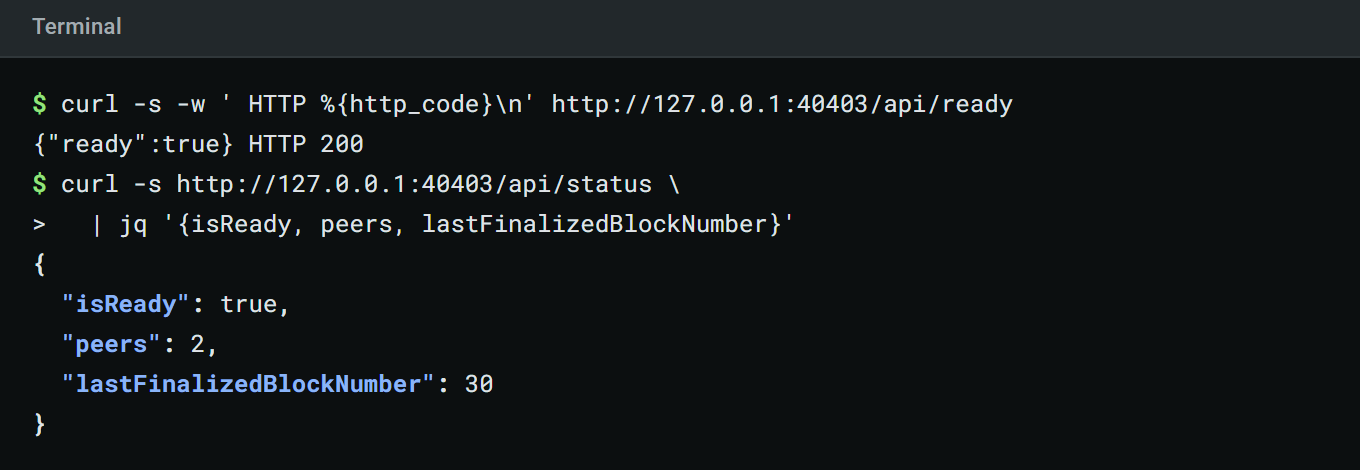 Terminal
$ curl -s -w ' HTTP %{http_code}\n' http://127.0.0.1:40403/api/ready
{"ready":true} HTTP 200
$ curl -s http://127.0.0.1:40403/api/status \
>   | jq '{isReady, peers, lastFinalizedBlockNumber}'
{
  "isReady": true,
  "peers": 2,
  "lastFinalizedBlockNumber": 30
}